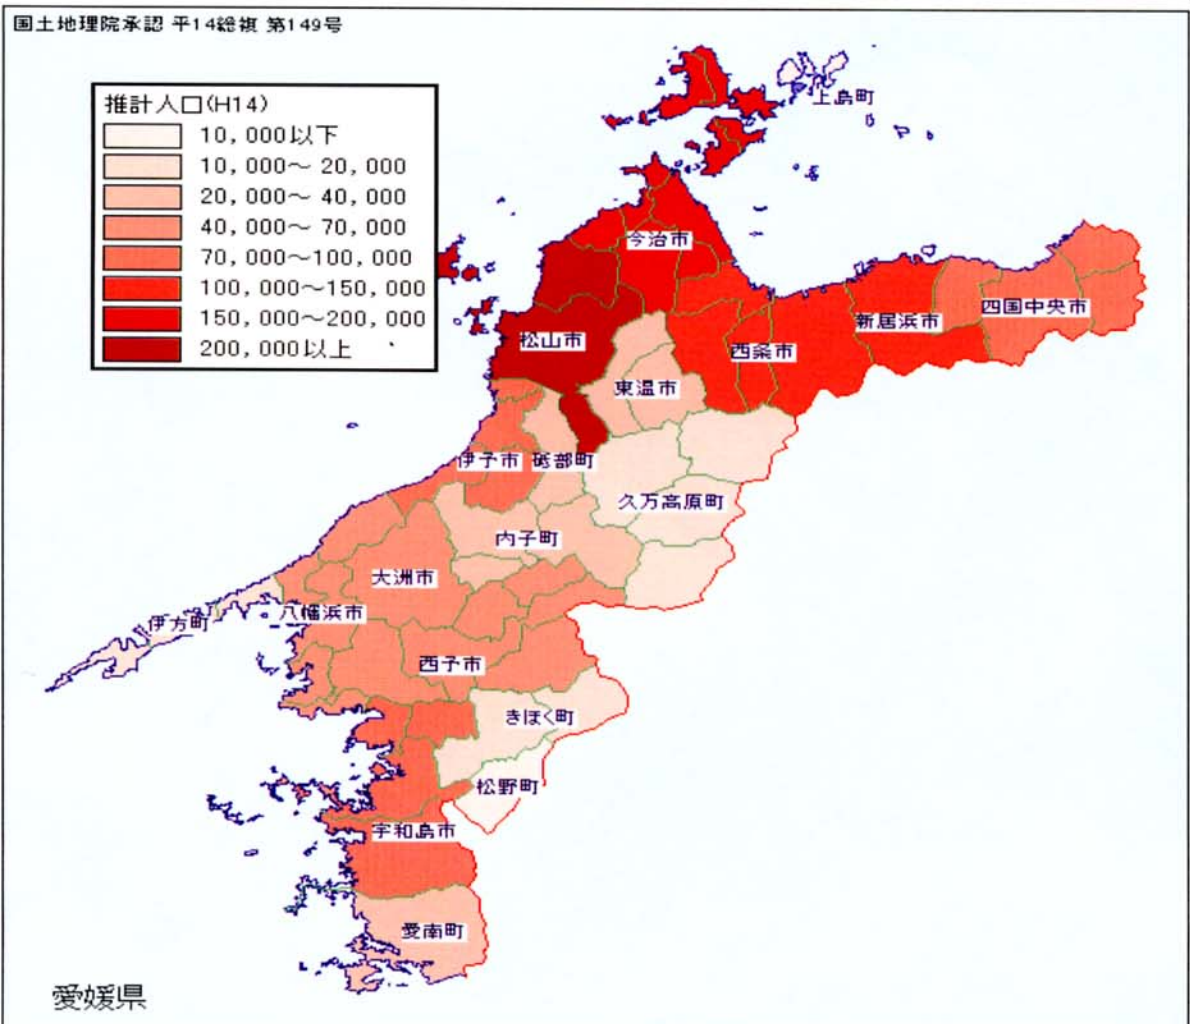 国土地理院承認 平14総複 第149号
推計人口(H14)
10,000以下
10,000～ 20,000
20,000～ 40,000
40,000～ 70,000
70,000～100,000
100,000～150,000
150,000～200,000
200,000以上
上島町
今治市
四国中央市
新居浜市
松山市
西条市
東温市
伊予市
砥部町
久万高原町
内子町
大洲市
八幡浜市
伊方町
西予市
きほく町
松野町
宇和島市
愛南町
愛媛県